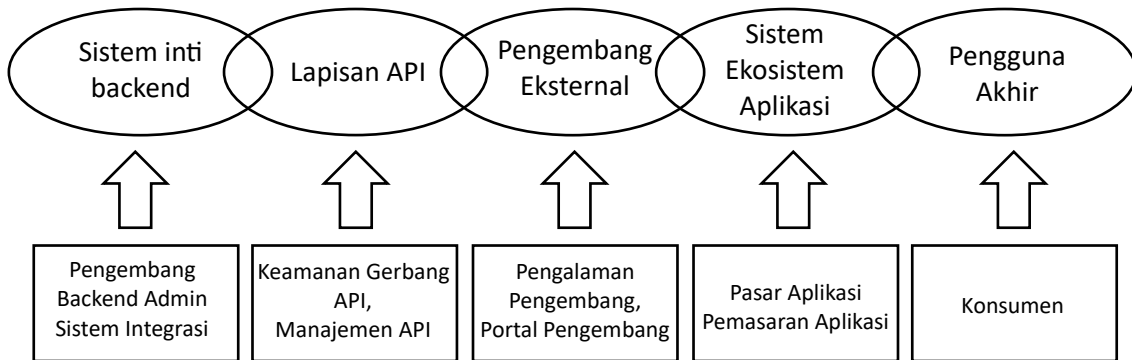 Sistem inti
backend
Lapisan API
Pengembang
Eksternal
Sistem
Ekosistem
Aplikasi
Pengguna
Akhir
Pengembang
Backend Admin
Sistem Integrasi
Keamanan Gerbang
API,
Manajemen API
Pengalaman
Pengembang,
Portal Pengembang
Pasar Aplikasi
Pemasaran Aplikasi
Konsumen